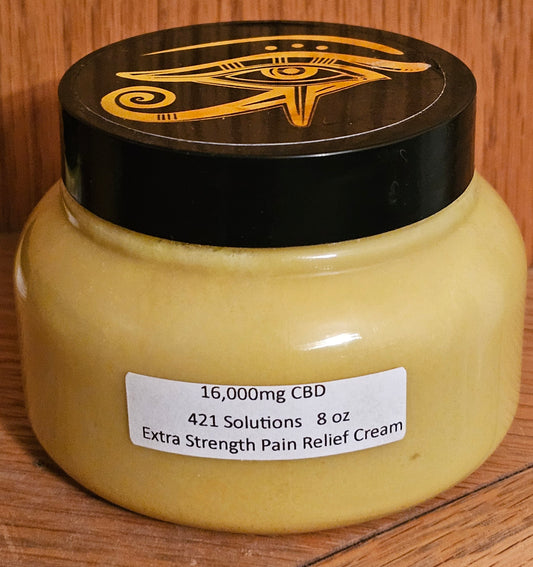 16,000mg CBD
421 Solutions 8 oz
Extra Strength Pain Relief Cream